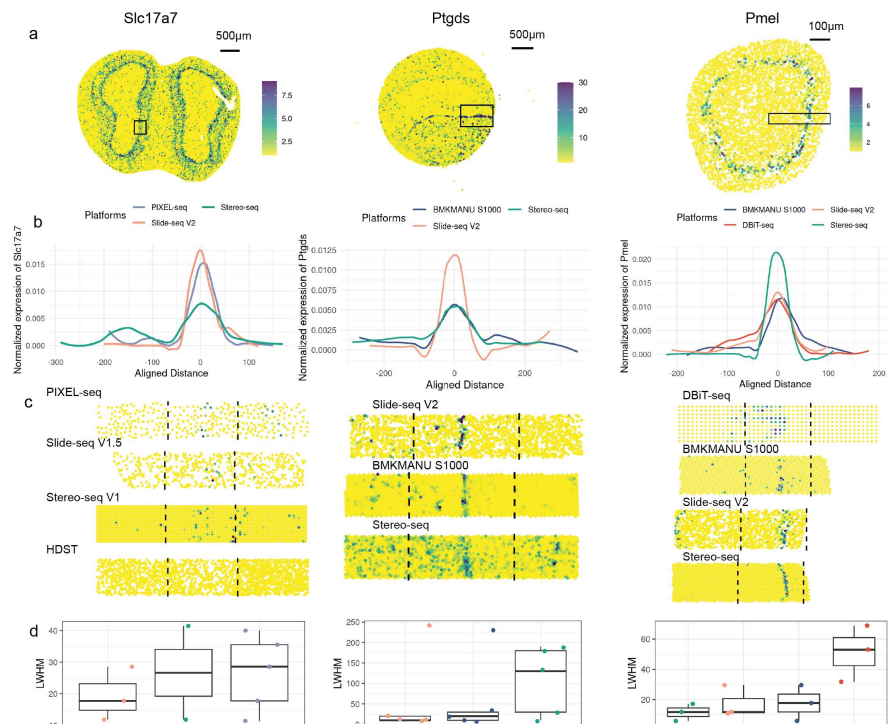 Slc17a7
Ptgds
Pmel
a
500μm
500μm
100μm
7.5
5.0
2.5
30
20
10
6
4
2
Platforms
PIXEL-seq
Stereo-seq
Slide-seq V2
Platforms
BMKMANU S1000
Stereo-seq
Slide-seq V2
Platforms
BMKMANU S1000
Slide-seq V2
DBiT-seq
Stereo-seq
b
Normalized expression of Slc17a7
0.015
0.010
0.005
0.000
-300
-200
-100
0
100
Aligned Distance
Normalized expression of Ptgds
0.0125
0.0100
0.0075
0.0050
0.0025
0.0000
-200
0
200
Aligned Distance
Normalized expression of Pmel
0.020
0.015
0.010
0.005
0.000
-200
-100
0
100
200
Aligned Distance
c
PIXEL-seq
Slide-seq V1.5
Stereo-seq V1
HDST
Slide-seq V2
BMKMANU S1000
Stereo-seq
DBiT-seq
BMKMANU S1000
Slide-seq V2
Stereo-seq
d
LWHM
40
30
20
10
LWHM
250
200
150
100
50
0
LWHM
60
40
20